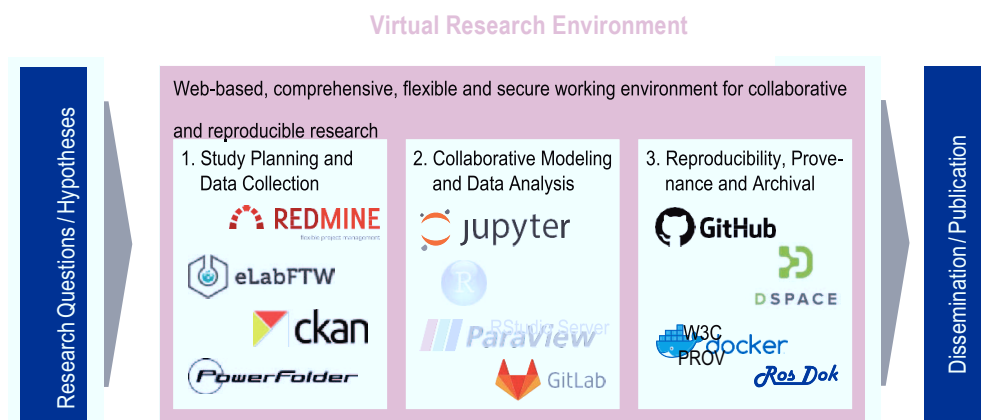 Virtual Research Environment
Research Questions / Hypotheses
Web-based, comprehensive, flexible and secure working environment for collaborative
and reproducible research
1. Study Planning and
Data Collection
REDMINE
flexible project management
eLabFTW
ckan
PowerFolder
2. Collaborative Modeling
and Data Analysis
jupyter
R
RStudio Server
ParaView
GitLab
3. Reproducibility, Prove-
nance and Archival
GitHub
DSPACE
W3C
PROV
docker
Ros Dok
Dissemination / Publication